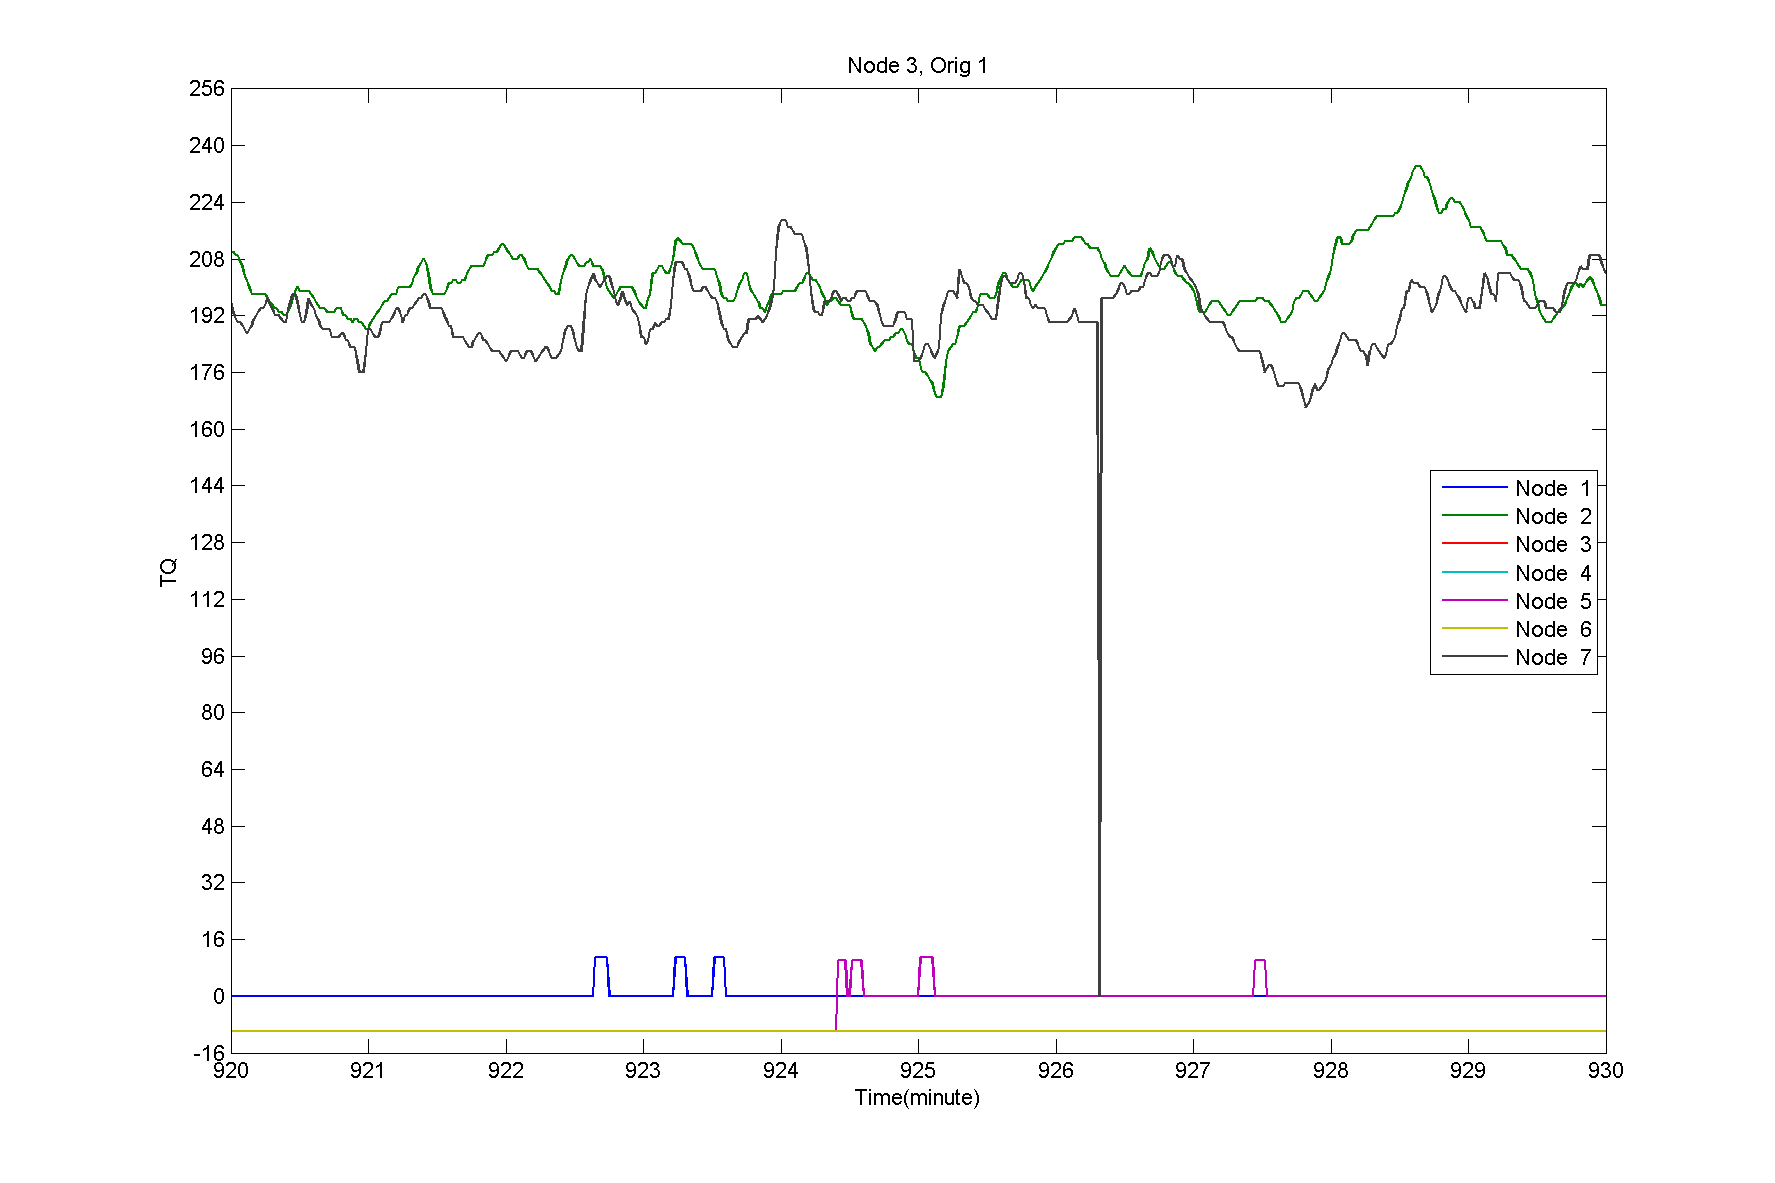 Node 3, Orig 1
256
240
224
208
192
176
160
144
128
112
96
80
64
48
32
16
0
-16
TQ
Node 1
Node 2
Node 3
Node 4
Node 5
Node 6
Node 7
920 921 922 923 924 925 926 927 928 929 930
Time(minute)